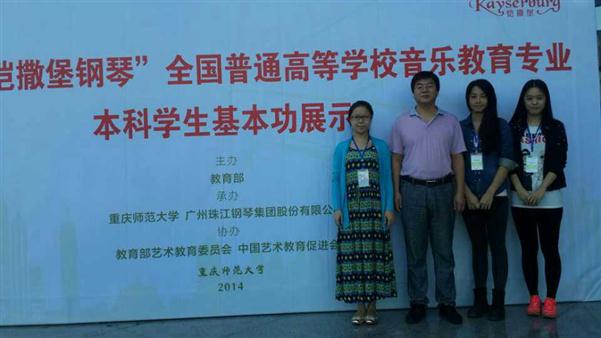 Kayserburg
恺撒堡
恺撒堡钢琴”全国普通高等学校音乐教育专业
本科学生基本功展示
主办
教育部
承办
重庆师范大学 广州珠江钢琴集团股份有限公
协办
教育部艺术教育委员会 中国艺术教育促进会
重庆师范大学
2014